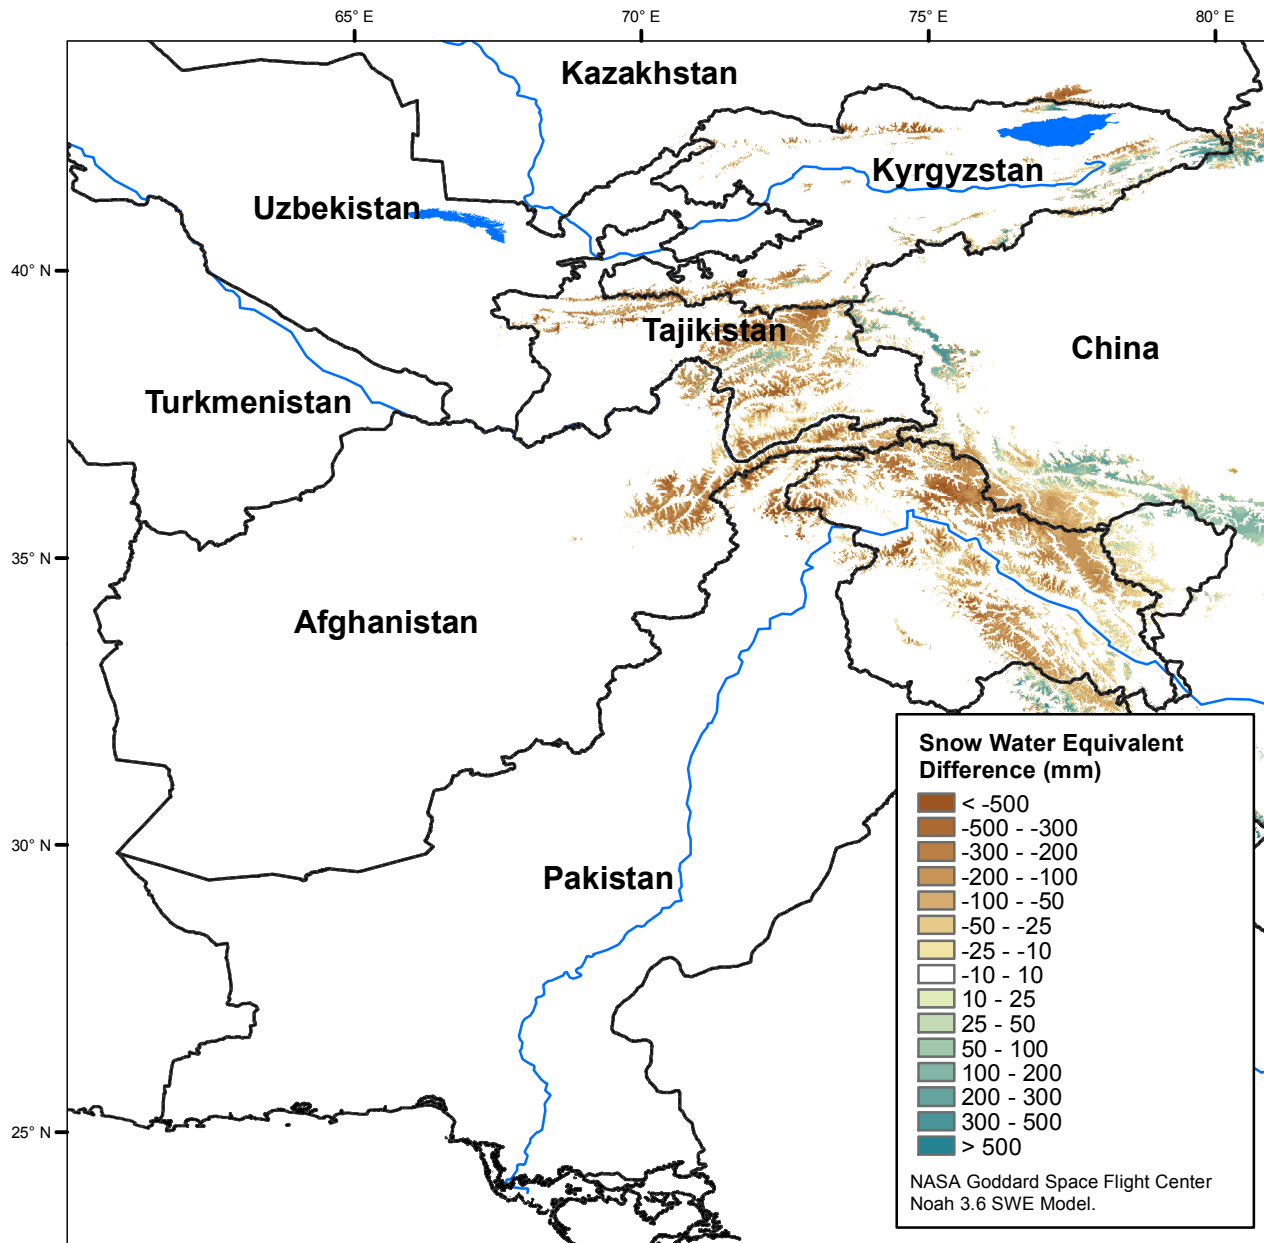 65° E
70° E
75° E
80° E
Kazakhstan
Kyrgyzstan
Uzbekistan
40° N
Tajikistan
China
Turkmenistan
35° N
Afghanistan
30° N
Pakistan
25° N
Snow Water Equivalent
Difference (mm)
< -500
-500 - -300
-300 - -200
-200 - -100
-100 - -50
-50 - -25
-25 - -10
-10 - 10
10 - 25
25 - 50
50 - 100
100 - 200
200 - 300
300 - 500
> 500
NASA Goddard Space Flight Center
Noah 3.6 SWE Model.